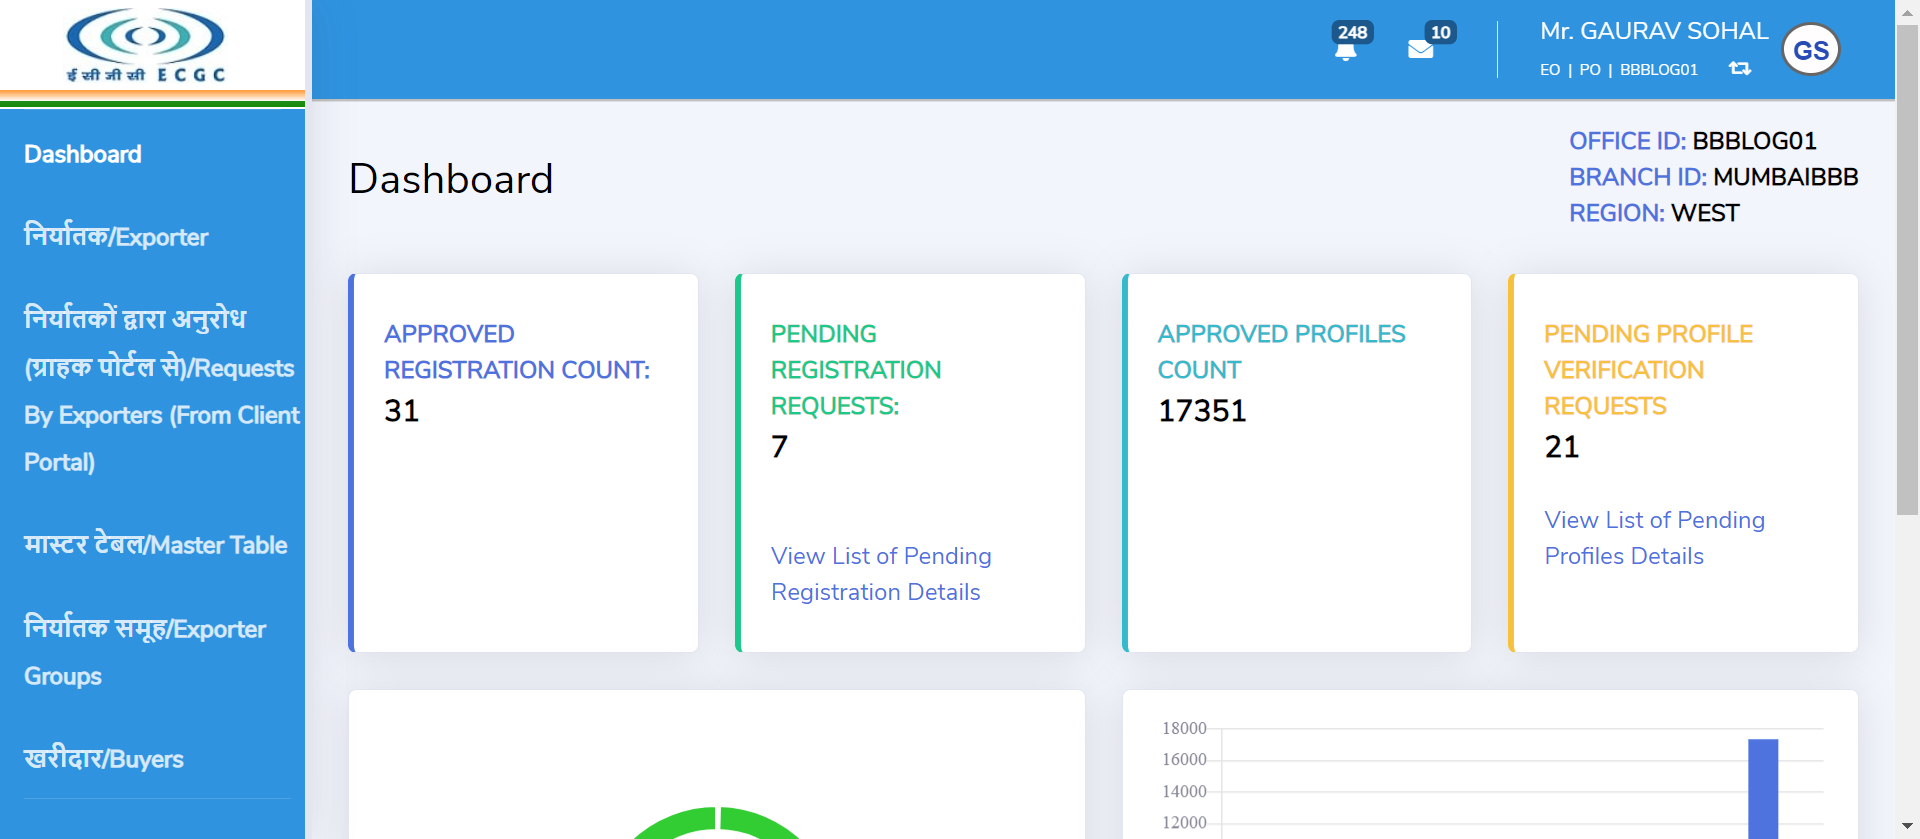 ई सी जी सी E C G C
248
10
Mr. GAURAV SOHAL
EO | PO | BBBLOG01
GS
Dashboard
निर्यातक/Exporter
निर्यातकों द्वारा अनुरोध
(ग्राहक पोर्टल से)/Requests
By Exporters (From Client
Portal)
मास्टर टेबल/Master Table
निर्यातक समूह/Exporter
Groups
खरीदार/Buyers
Dashboard
OFFICE ID: BBBLOG01
BRANCH ID: MUMBAIBBB
REGION: WEST
APPROVED
REGISTRATION COUNT:
31
PENDING
REGISTRATION
REQUESTS:
7
View List of Pending
Registration Details
APPROVED PROFILES
COUNT
17351
PENDING PROFILE
VERIFICATION
REQUESTS
21
View List of Pending
Profiles Details
18000
16000
14000
12000